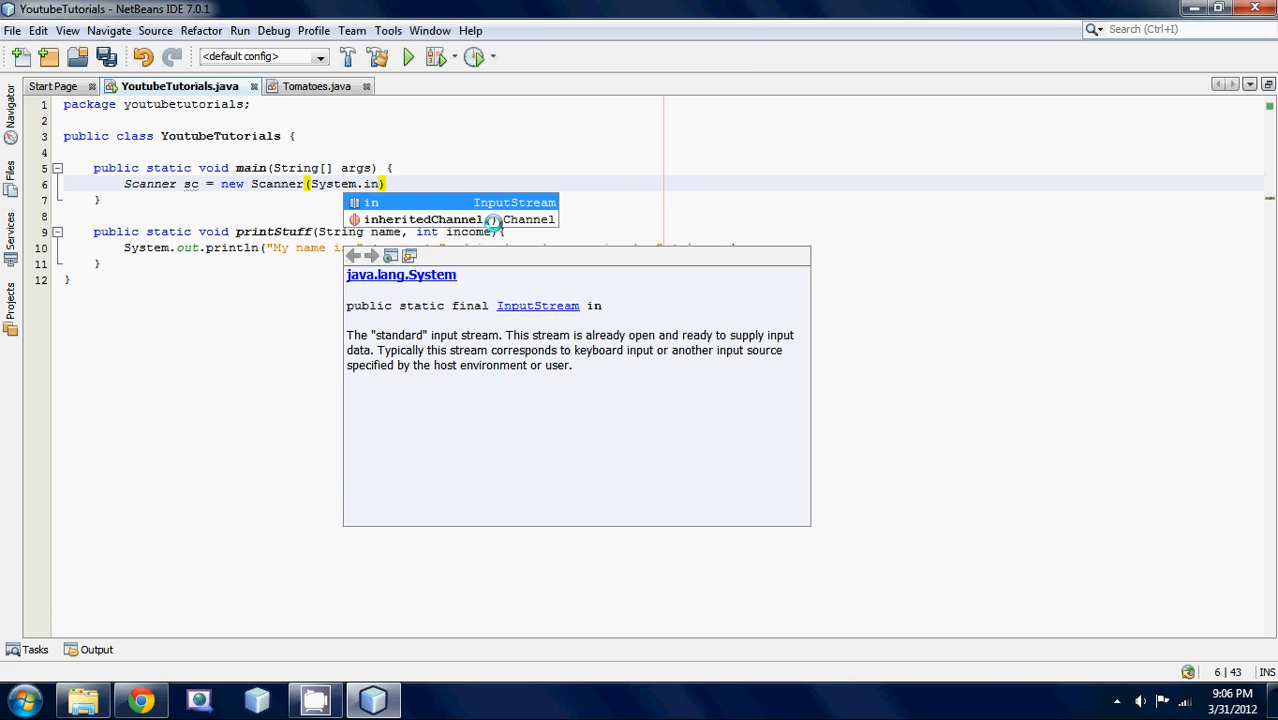 YoutubeTutorials - NetBeans IDE 7.0.1
File Edit View Navigate Source Refactor Run Debug Profile Team Tools Window Help
Search (Ctrl+I)
<default config>
Start Page YoutubeTutorials.java Tomatoes.java
Navigator
Files
Services
Projects
1 package youtubetutorials;
2
3 public class YoutubeTutorials {
4
5 public static void main(String[] args) {
6 Scanner sc = new Scanner(System.in)
7 }
8
9 public static void printStuff(String name, int income){
10 System.out.println("My name i
11 }
12 }
in InputStream
inheritedChannel() Channel
java.lang.System
public static final InputStream in
The "standard" input stream. This stream is already open and ready to supply input
data. Typically this stream corresponds to keyboard input or another input source
specified by the host environment or user.
Tasks Output
6 | 43 INS
9:06 PM
3/31/2012